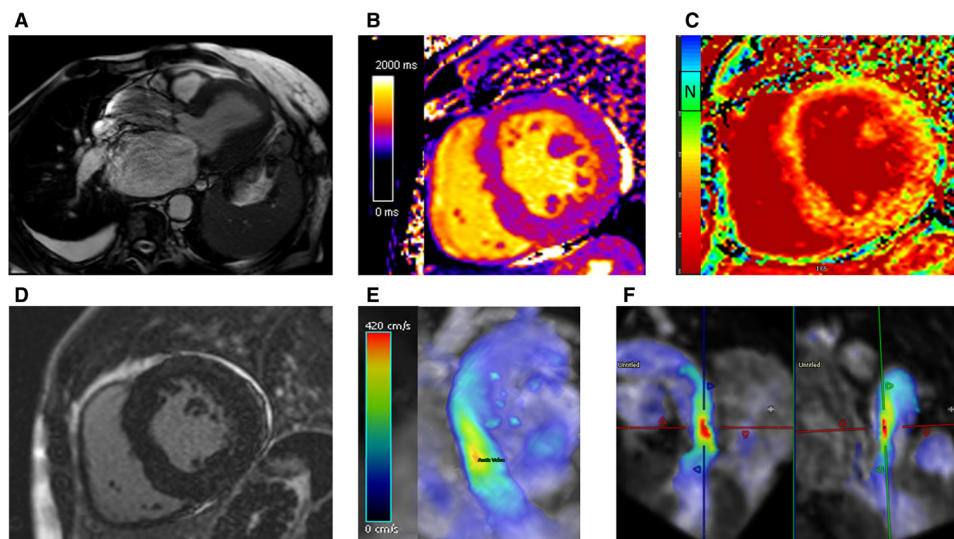 A
B
C
2000 ms
0 ms
N
D
E
F
420 cm/s
0 cm/s
Aortic Valve
Untitled
Untitled